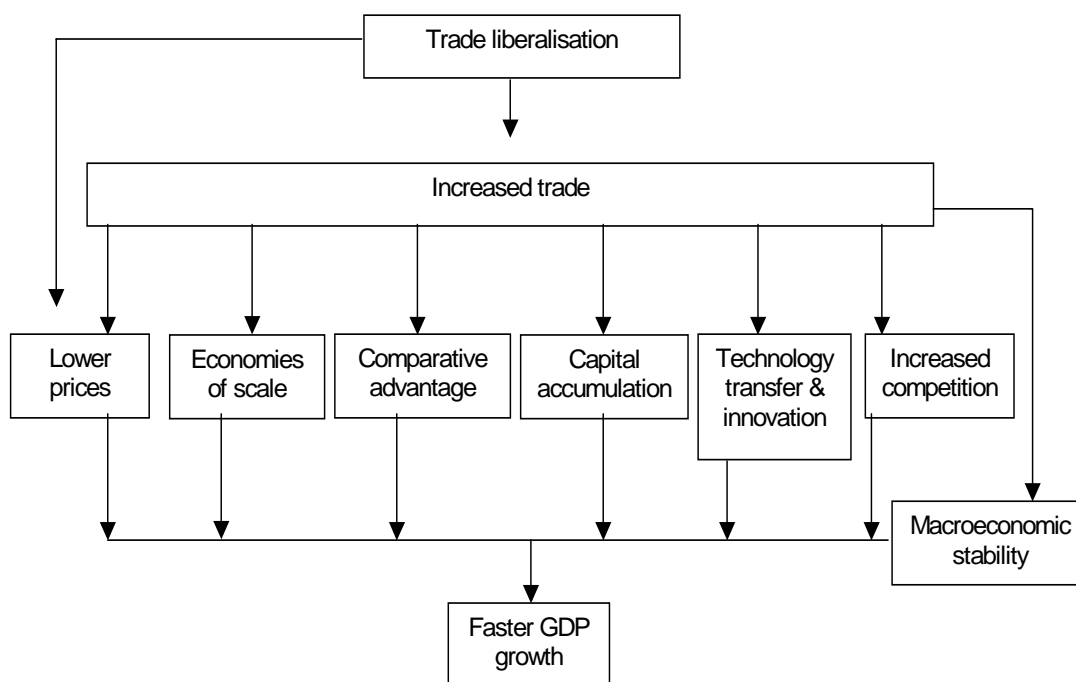 Trade liberalisation
Increased trade
Lower
prices
Economies
of scale
Comparative
advantage
Capital
accumulation
Technology
transfer &
innovation
Increased
competition
Macroeconomic
stability
Faster GDP
growth